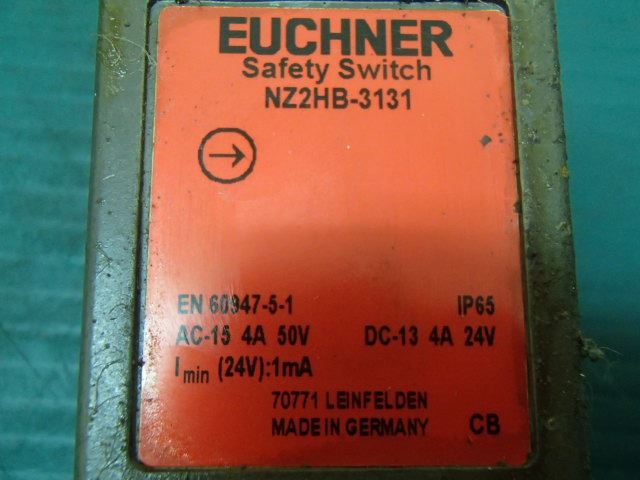 EUCHNER
Safety Switch
NZ2HB-3131
EN 60947-5-1 IP65
AC-15 4A 50V DC-13 4A 24V
I min (24V):1mA
70771 LEINFELDEN
MADE IN GERMANY CB